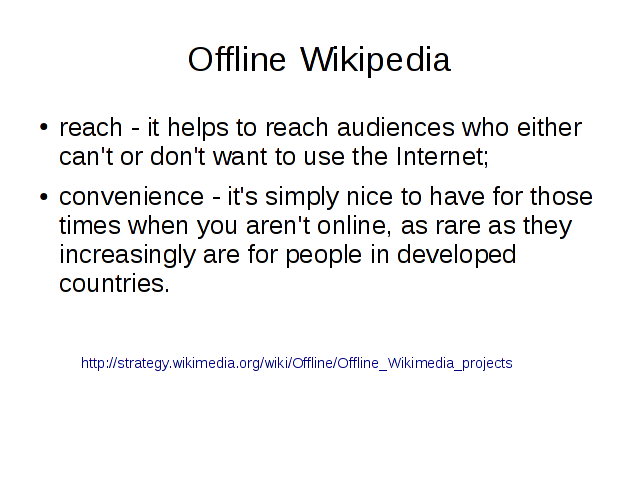 Offline Wikipedia
• reach - it helps to reach audiences who either
can't or don't want to use the Internet;
• convenience - it's simply nice to have for those
times when you aren't online, as rare as they
increasingly are for people in developed
countries.
http://strategy.wikimedia.org/wiki/Offline/Offline_Wikimedia_projects